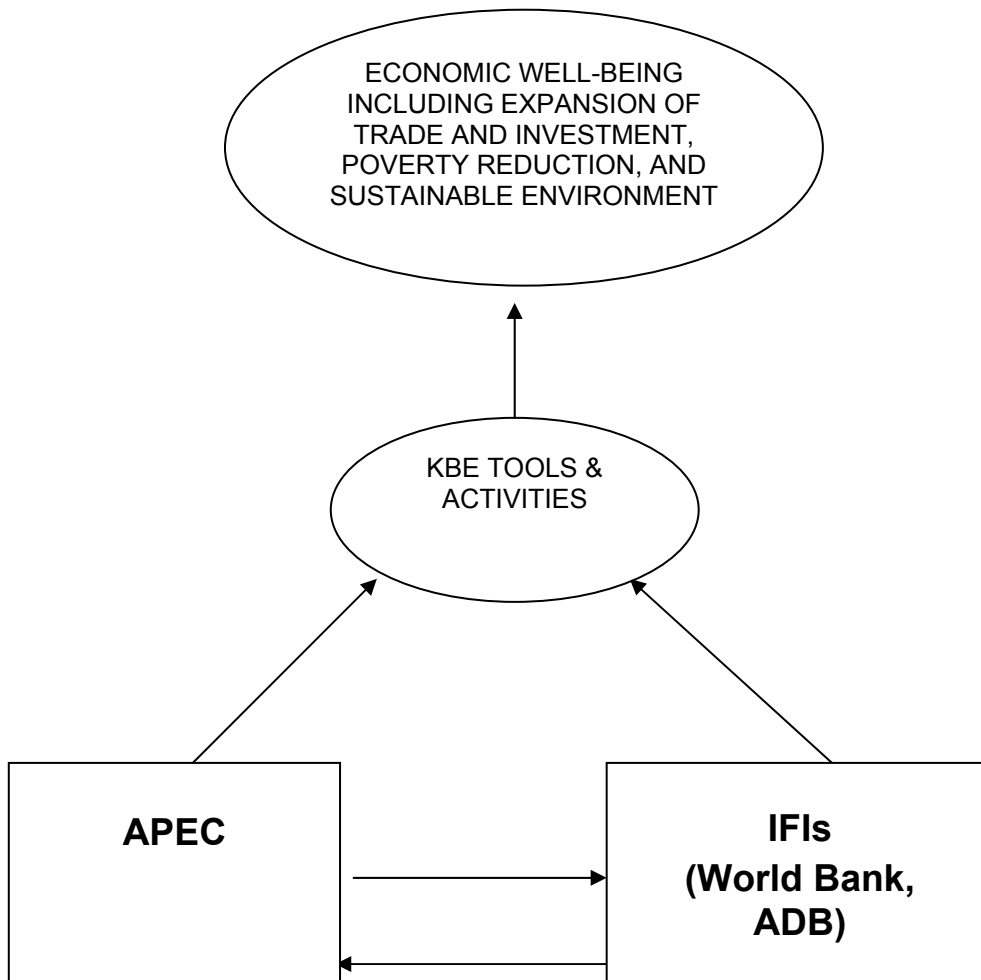 ECONOMIC WELL-BEING
INCLUDING EXPANSION OF
TRADE AND INVESTMENT,
POVERTY REDUCTION, AND
SUSTAINABLE ENVIRONMENT
KBE TOOLS &
ACTIVITIES
APEC
IFIs
(World Bank,
ADB)